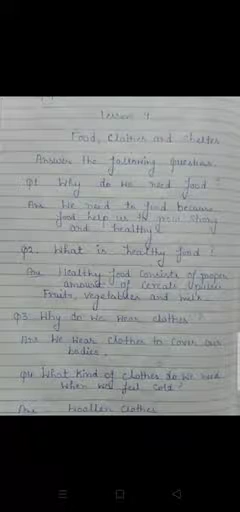 Lesson 4
Food, Clothes and Shelter
Answer the following question.
Q1. Why do we need food?
Ans We need to food because
food help us to grow strong
and healthy
Q2. What is healthy food?
Ans Healthy food consists of proper
amount of cereals pulses
Fruits, vegetables and milk
Q3 Why do we wear clothes?
Ans We wear clothes to cover our
bodies.
Q4 What kind of clothes do we need
when we feel cold?
Ans Woollen clothes